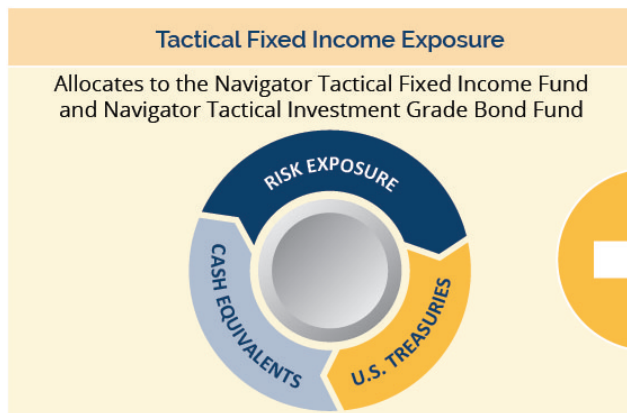 Tactical Fixed Income Exposure
Allocates to the Navigator Tactical Fixed Income Fund
and Navigator Tactical Investment Grade Bond Fund
RISK EXPOSURE
CASH EQUIVALENTS
U.S. TREASURIES